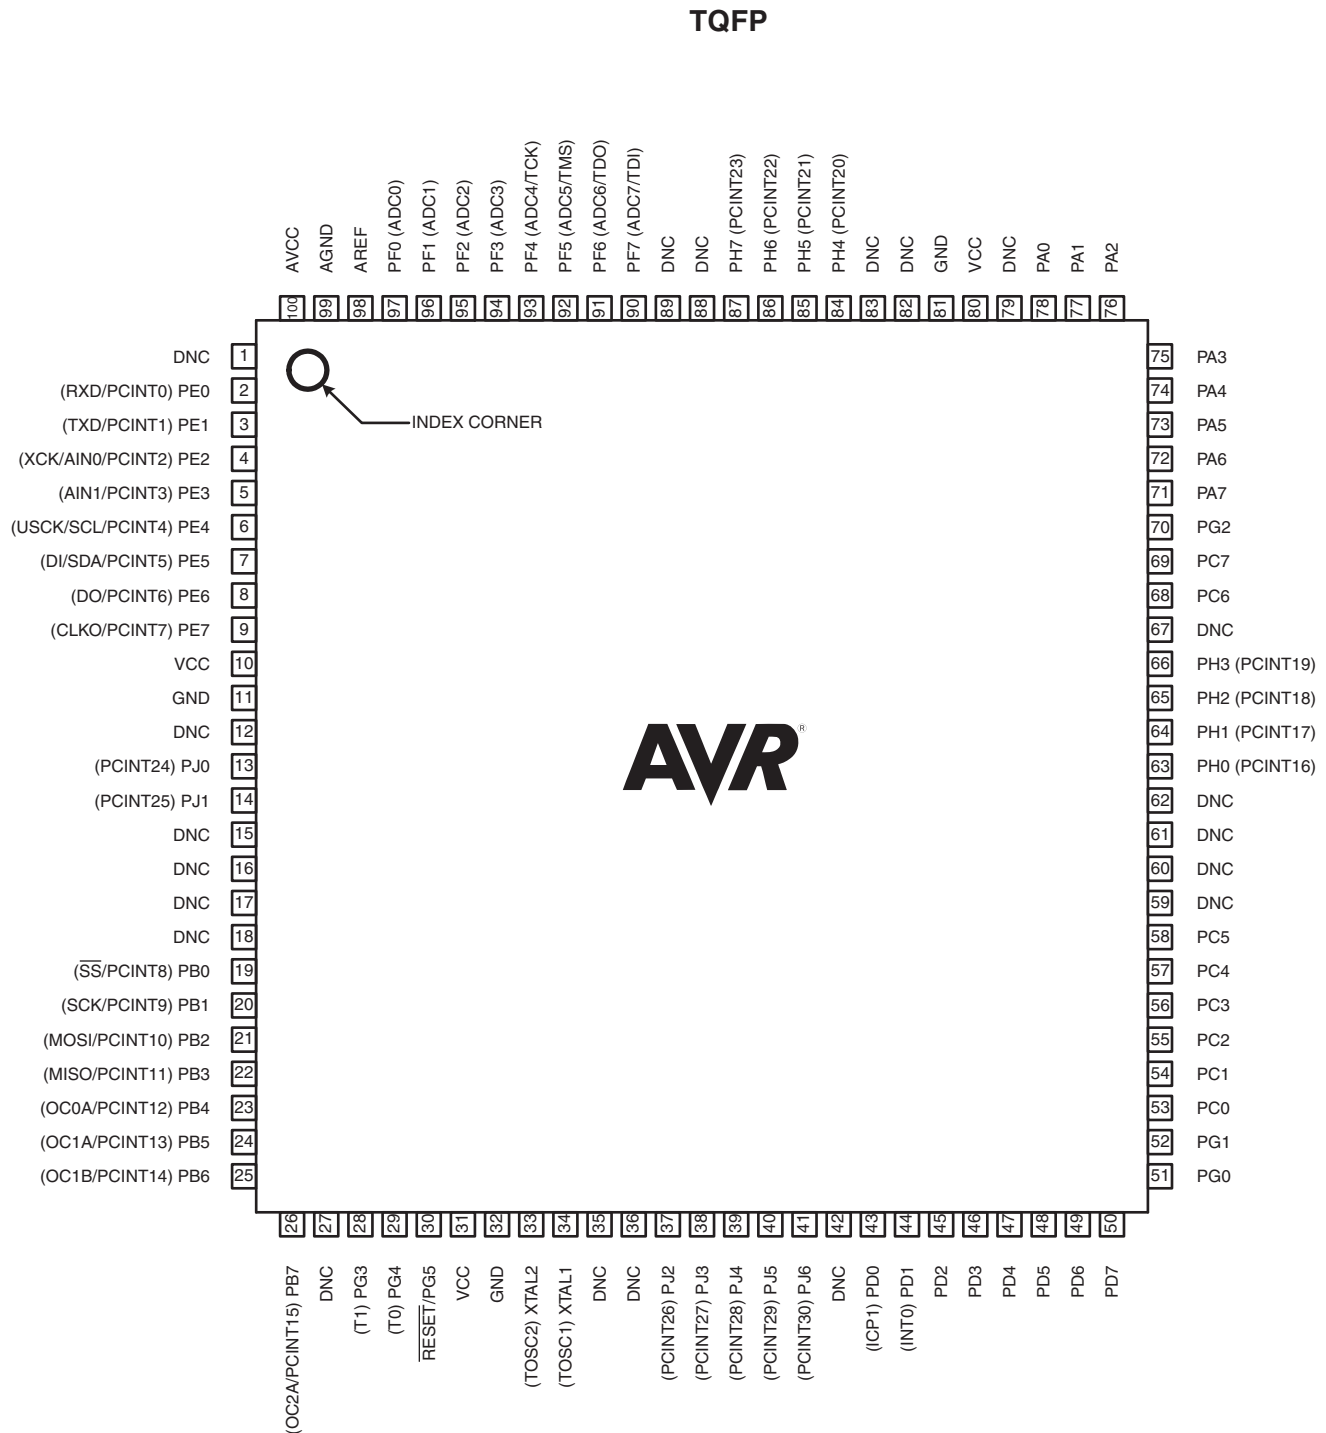 TQFP
AVCC
AGND
AREF
PF0 (ADC0)
PF1 (ADC1)
PF2 (ADC2)
PF3 (ADC3)
PF4 (ADC4/TCK)
PF5 (ADC5/TMS)
PF6 (ADC6/TDO)
PF7 (ADC7/TDI)
DNC
DNC
PH7 (PCINT23)
PH6 (PCINT22)
PH5 (PCINT21)
PH4 (PCINT20)
DNC
DNC
GND
VCC
DNC
PA0
PA1
PA2
100 99 98 97 96 95 94 93 92 91 90 89 88 87 86 85 84 83 82 81 80 79 78 77 76
DNC 1
(RXD/PCINT0) PE0 2
(TXD/PCINT1) PE1 3
(XCK/AIN0/PCINT2) PE2 4
(AIN1/PCINT3) PE3 5
(USCK/SCL/PCINT4) PE4 6
(DI/SDA/PCINT5) PE5 7
(DO/PCINT6) PE6 8
(CLKO/PCINT7) PE7 9
VCC 10
GND 11
DNC 12
(PCINT24) PJ0 13
(PCINT25) PJ1 14
DNC 15
DNC 16
DNC 17
DNC 18
(SS/PCINT8) PB0 19
(SCK/PCINT9) PB1 20
(MOSI/PCINT10) PB2 21
(MISO/PCINT11) PB3 22
(OC0A/PCINT12) PB4 23
(OC1A/PCINT13) PB5 24
(OC1B/PCINT14) PB6 25
INDEX CORNER
AVR®
75 PA3
74 PA4
73 PA5
72 PA6
71 PA7
70 PG2
69 PC7
68 PC6
67 DNC
66 PH3 (PCINT19)
65 PH2 (PCINT18)
64 PH1 (PCINT17)
63 PH0 (PCINT16)
62 DNC
61 DNC
60 DNC
59 DNC
58 PC5
57 PC4
56 PC3
55 PC2
54 PC1
53 PC0
52 PG1
51 PG0
26 27 28 29 30 31 32 33 34 35 36 37 38 39 40 41 42 43 44 45 46 47 48 49 50
(OC2A/PCINT15) PB7
DNC
(T1) PG3
(T0) PG4
RESET/PG5
VCC
GND
(TOSC2) XTAL2
(TOSC1) XTAL1
DNC
DNC
(PCINT26) PJ2
(PCINT27) PJ3
(PCINT28) PJ4
(PCINT29) PJ5
(PCINT30) PJ6
DNC
(ICP1) PD0
(INT0) PD1
PD2
PD3
PD4
PD5
PD6
PD7